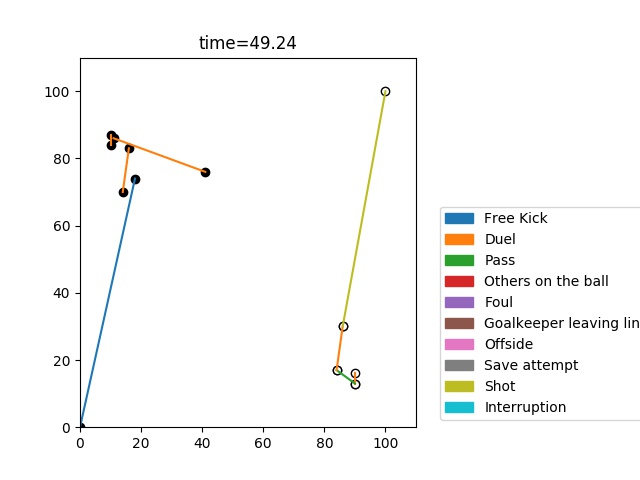 time=49.24
100
80
60
40
20
0
0 20 40 60 80 100
Free Kick
Duel
Pass
Others on the ball
Foul
Goalkeeper leaving lin
Offside
Save attempt
Shot
Interruption